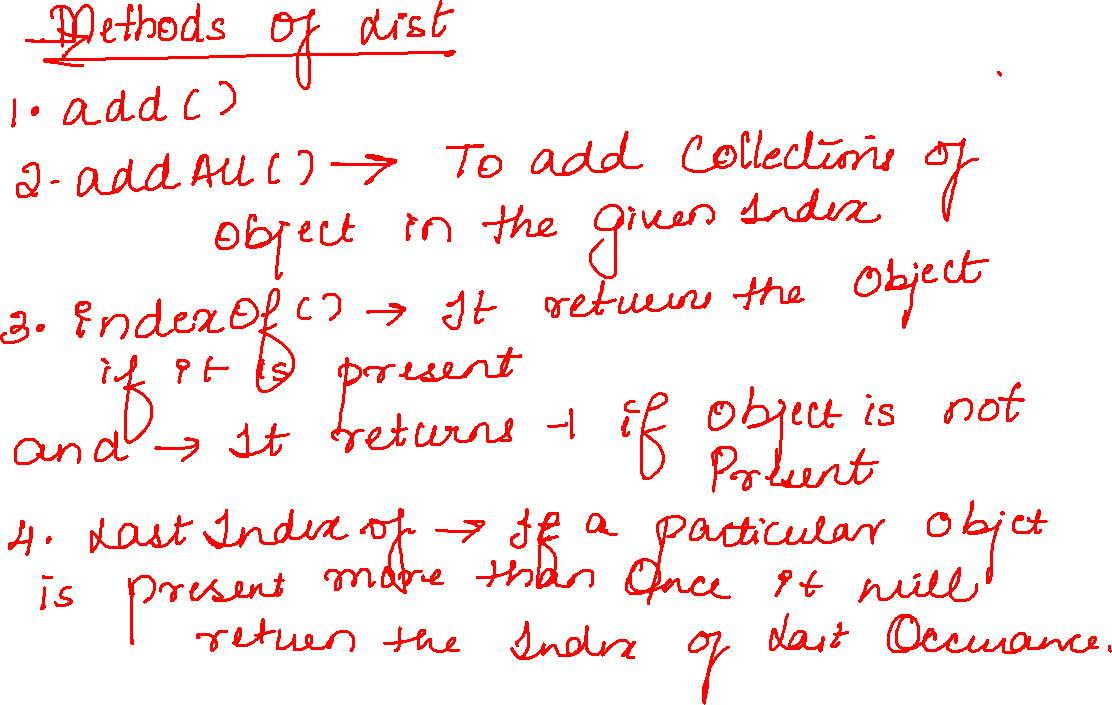 Methods of List
1. add()
2. addAll() → To add Collections of
object in the given Index
3. indexOf() → It returns the Object
if it is present
and → It returns -1 if object is not
Present
4. Last Index of → If a particular Objct
is present more than Once it will
return the Index of Last Occurance.